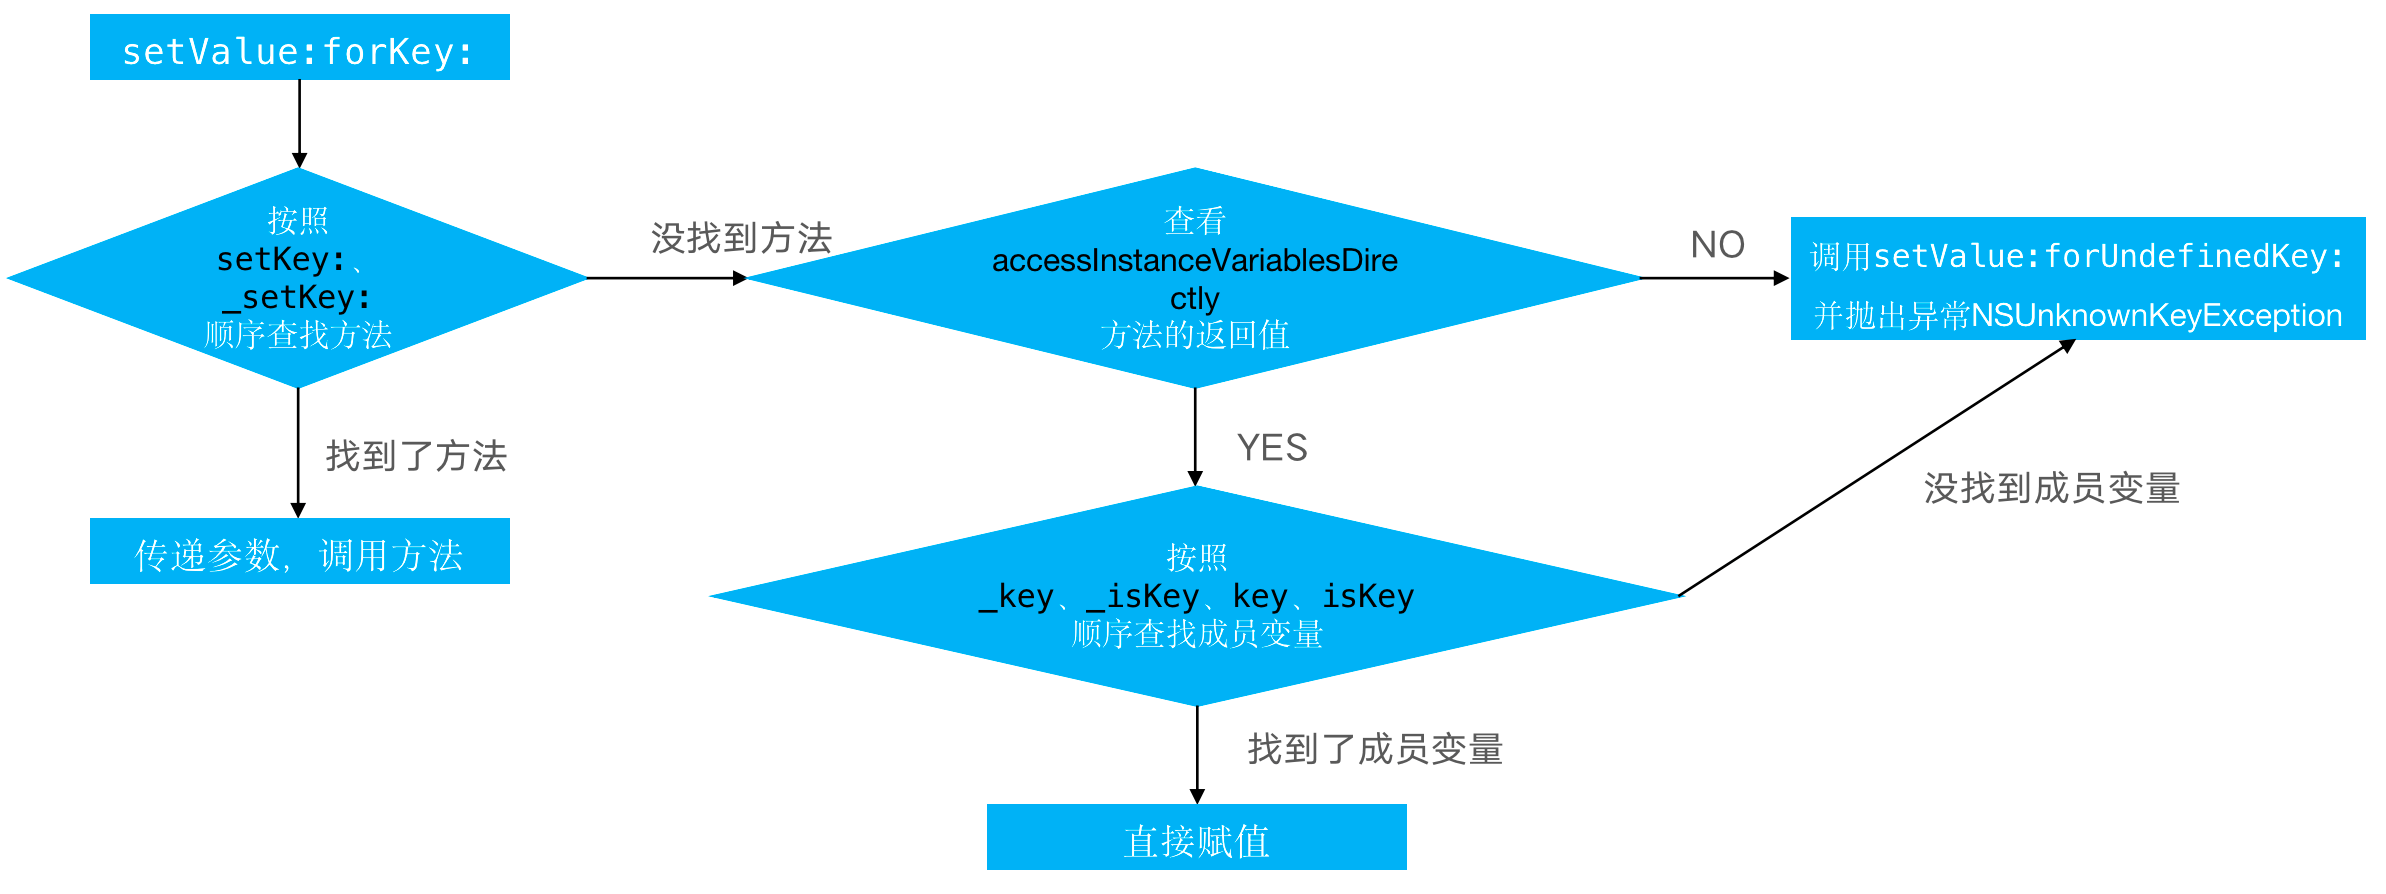 setValue:forKey:
按照
setKey:、
_setKey:
顺序查找方法
没找到方法
查看
accessInstanceVariablesDire
ctly
方法的返回值
NO
调用setValue:forUndefinedKey:
并抛出异常NSUnknownKeyException
找到了方法
传递参数，调用方法
YES
没找到成员变量
按照
_key、_isKey、key、isKey
顺序查找成员变量
找到了成员变量
直接赋值